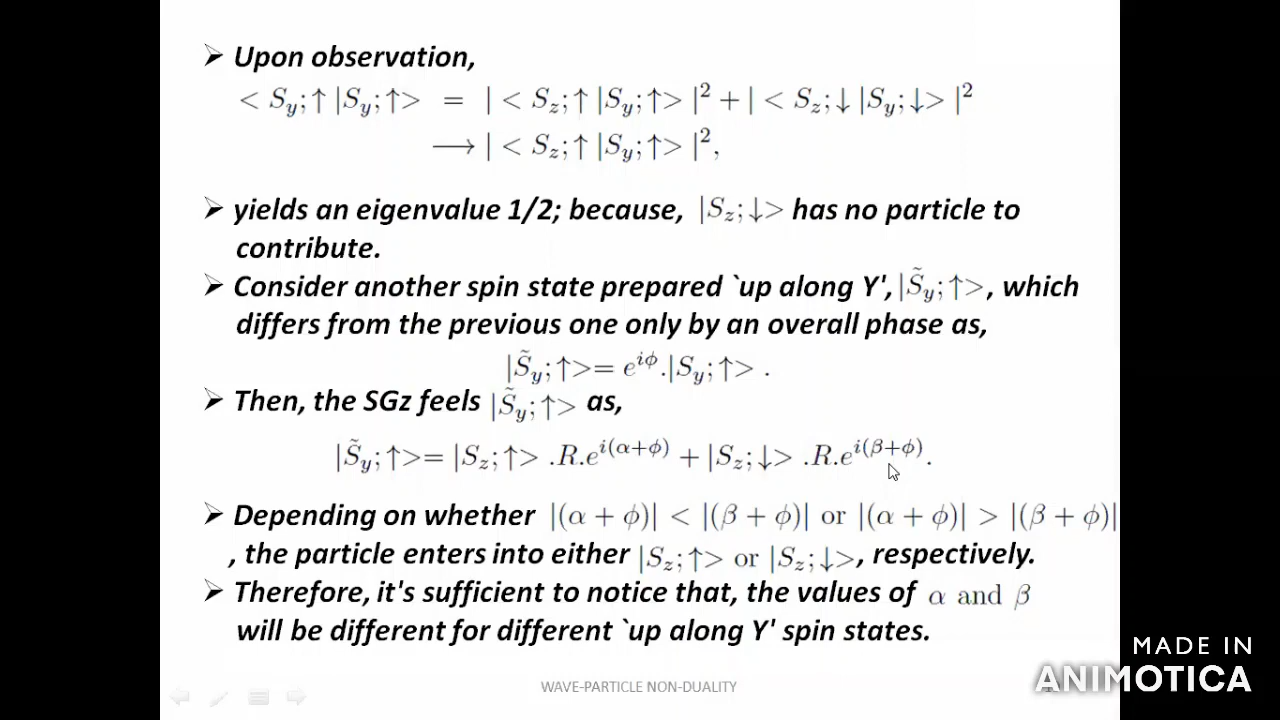 ➢ Upon observation,
< S_y;↑ |S_y;↑> = | < S_z;↑ |S_y;↑> |² + | < S_z;↓ |S_y;↓> |²
⟶ | < S_z;↑ |S_y;↑> |²,
➢ yields an eigenvalue 1/2; because, |S_z;↓> has no particle to
contribute.
➢ Consider another spin state prepared `up along Y', |S̃_y;↑>, which
differs from the previous one only by an overall phase as,
|S̃_y;↑>= e^{iϕ}.|S_y;↑> .
➢ Then, the SGz feels |S̃_y;↑> as,
|S̃_y;↑>= |S_z;↑> .R.e^{i(α+ϕ)} + |S_z;↓> .R.e^{i(β+ϕ)}.
➢ Depending on whether |(α + ϕ)| < |(β + ϕ)| or |(α + ϕ)| > |(β + ϕ)|
, the particle enters into either |S_z;↑> or |S_z;↓>, respectively.
➢ Therefore, it's sufficient to notice that, the values of α and β
will be different for different `up along Y' spin states.
WAVE-PARTICLE NON-DUALITY
MADE IN
ANIMOTICA